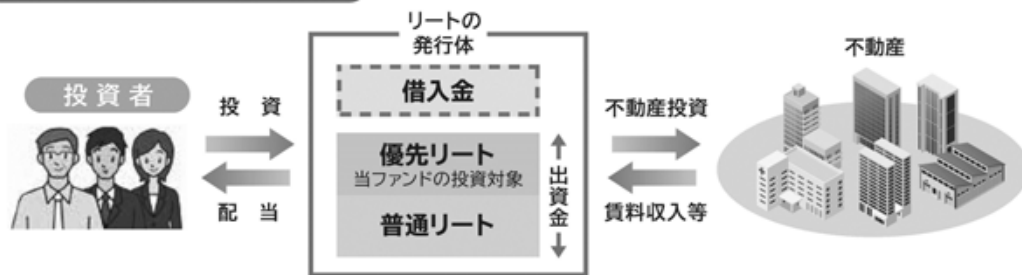 リートの
発行体
不動産
投資者
投 資
借入金
不動産投資
優先リート
当ファンドの投資対象
出資金
配 当
普通リート
賃料収入等